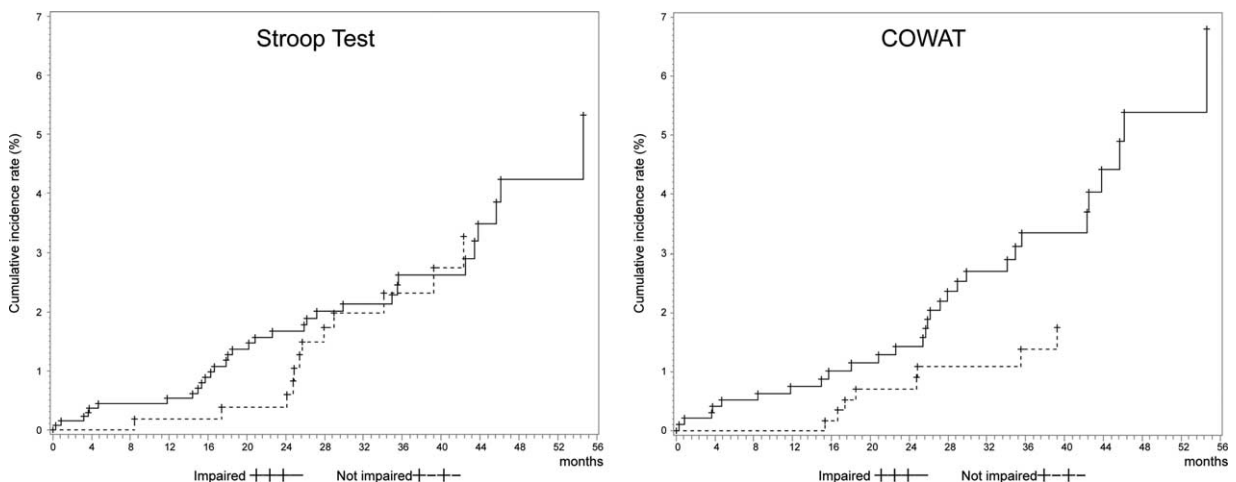 Stroop Test
Cumulative incidence rate (%)
7
6
5
4
3
2
1
0
0 4 8 12 16 20 24 28 32 36 40 44 48 52 56
months
Impaired Not impaired
COWAT
Cumulative incidence rate (%)
7
6
5
4
3
2
1
0
0 4 8 12 16 20 24 28 32 36 40 44 48 52 56
months
Impaired Not impaired